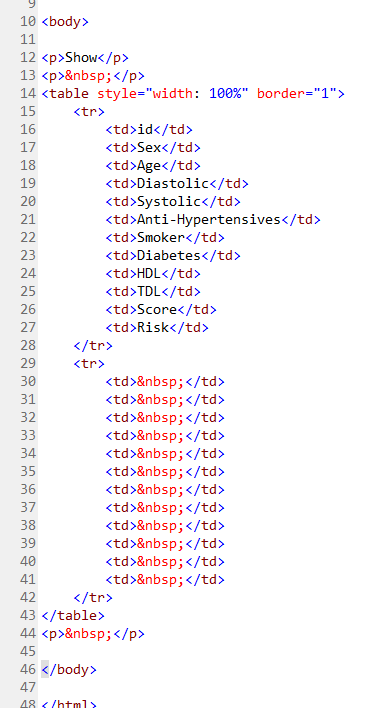 9
10 <body>
11
12 <p>Show</p>
13 <p>&nbsp;</p>
14 <table style="width: 100%" border="1">
15 <tr>
16 <td>id</td>
17 <td>Sex</td>
18 <td>Age</td>
19 <td>Diastolic</td>
20 <td>Systolic</td>
21 <td>Anti-Hypertensives</td>
22 <td>Smoker</td>
23 <td>Diabetes</td>
24 <td>HDL</td>
25 <td>TDL</td>
26 <td>Score</td>
27 <td>Risk</td>
28 </tr>
29 <tr>
30 <td>&nbsp;</td>
31 <td>&nbsp;</td>
32 <td>&nbsp;</td>
33 <td>&nbsp;</td>
34 <td>&nbsp;</td>
35 <td>&nbsp;</td>
36 <td>&nbsp;</td>
37 <td>&nbsp;</td>
38 <td>&nbsp;</td>
39 <td>&nbsp;</td>
40 <td>&nbsp;</td>
41 <td>&nbsp;</td>
42 </tr>
43 </table>
44 <p>&nbsp;</p>
45
46 </body>
47
48 </html>